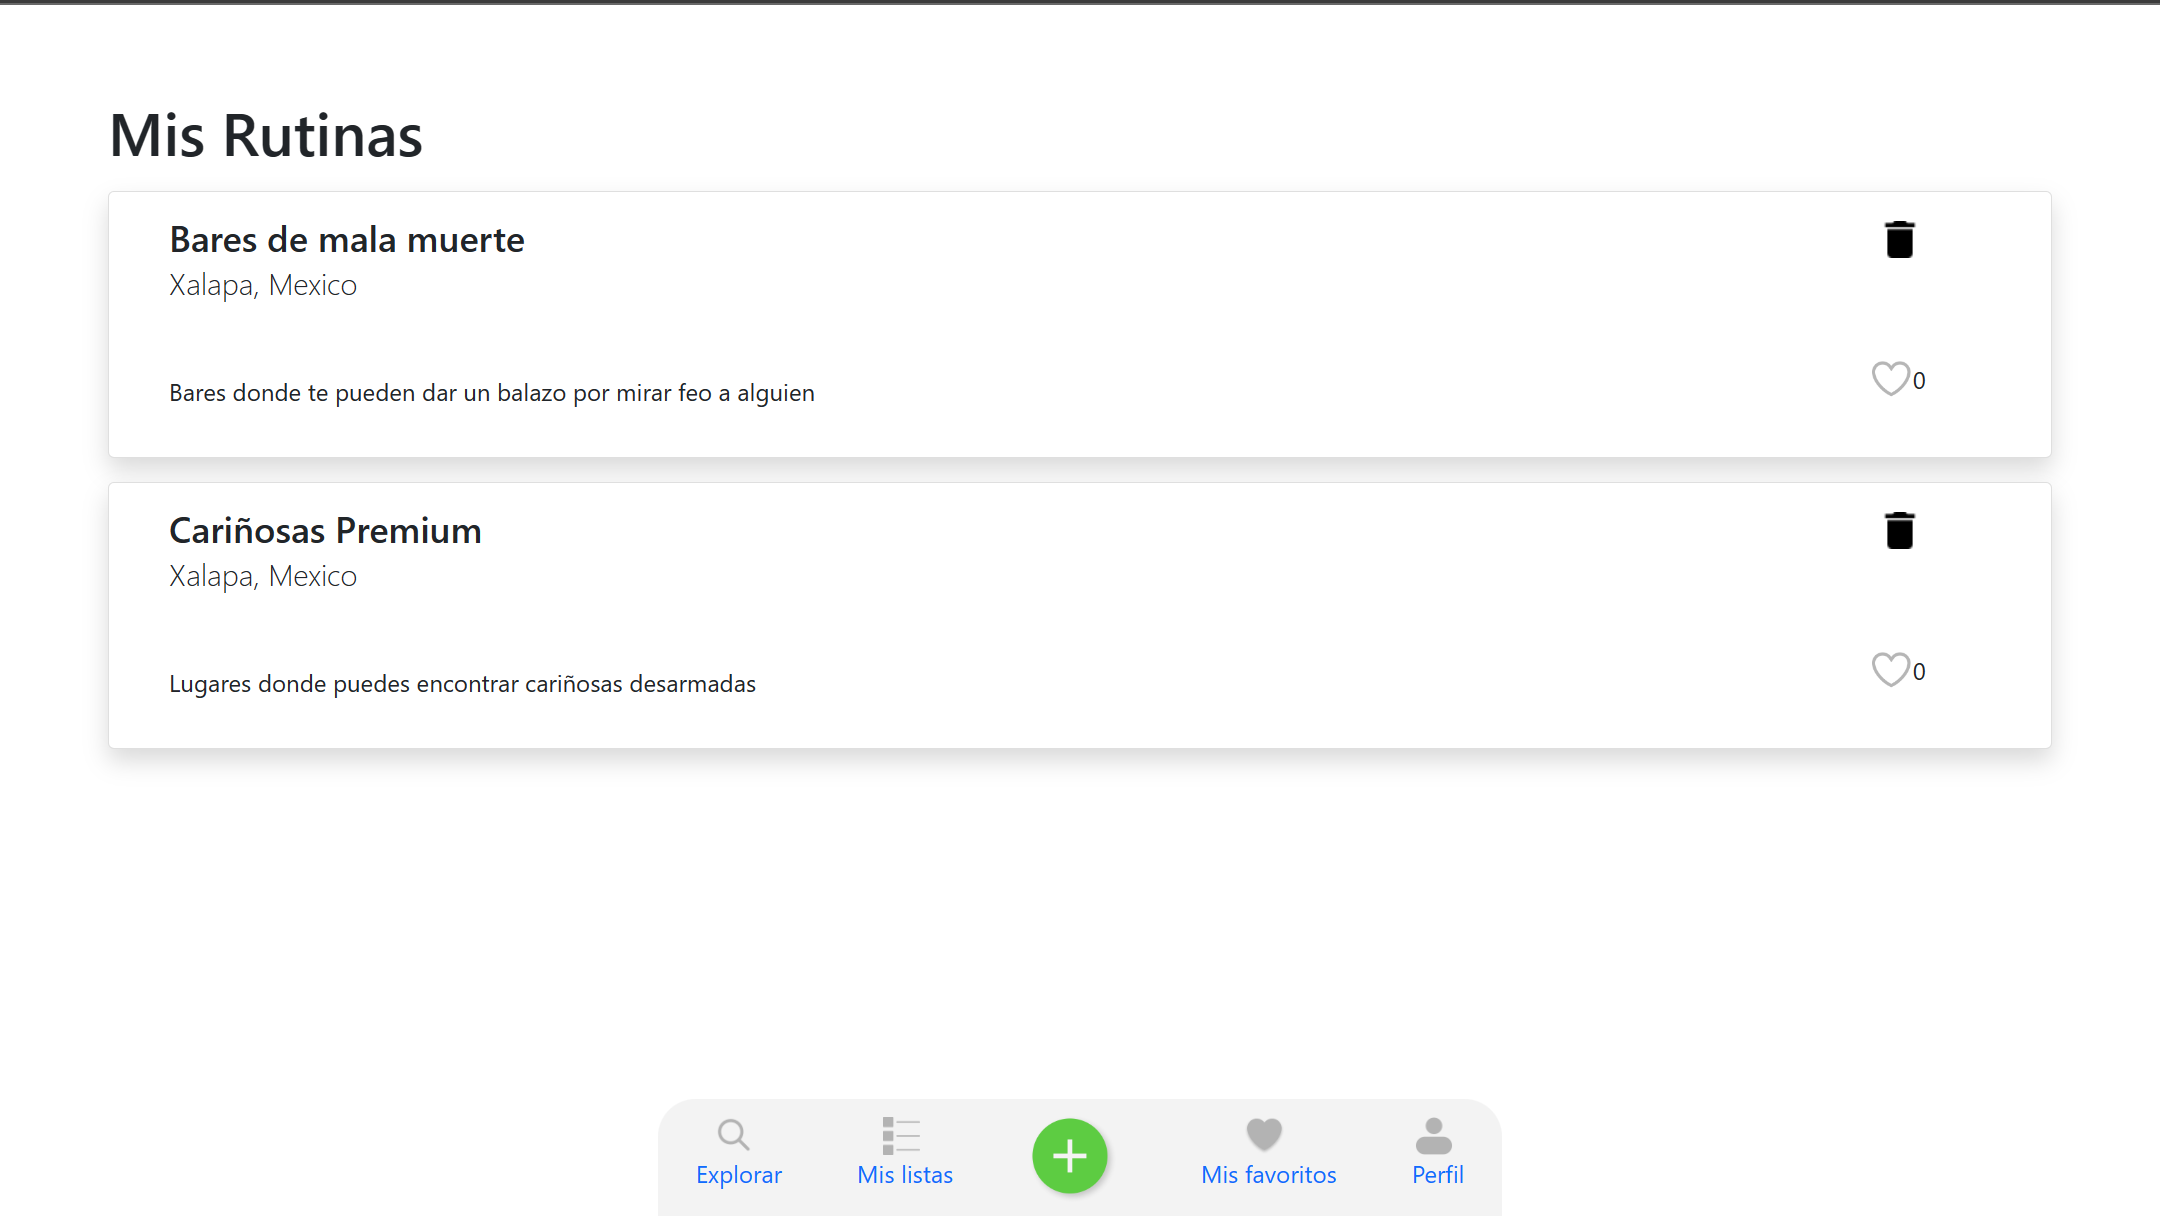 Mis Rutinas
Bares de mala muerte
Xalapa, Mexico
Bares donde te pueden dar un balazo por mirar feo a alguien
0
Cariñosas Premium
Xalapa, Mexico
Lugares donde puedes encontrar cariñosas desarmadas
0
Explorar
Mis listas
Mis favoritos
Perfil